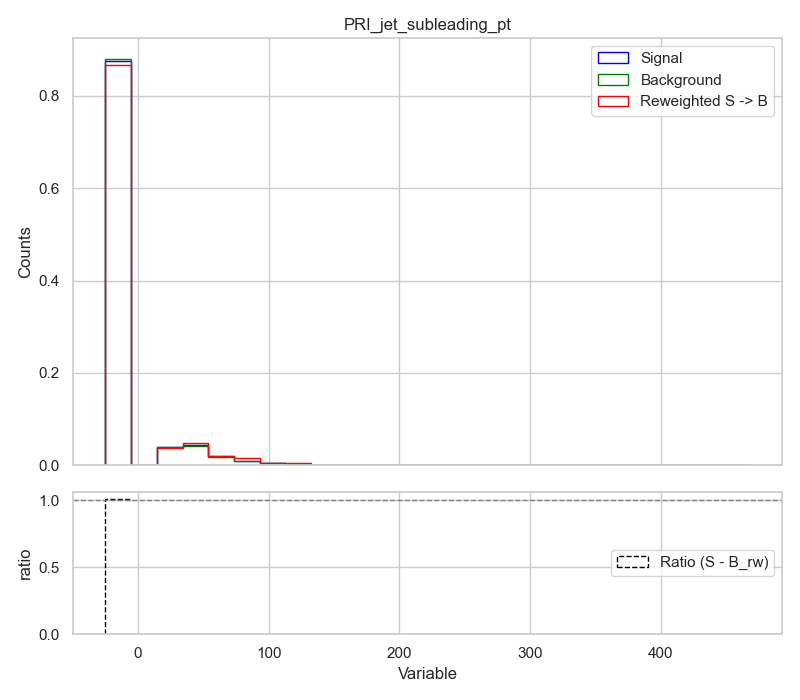 PRI_jet_subleading_pt
Signal
Background
Reweighted S -> B
0.8
0.6
0.4
0.2
0.0
Counts
1.0
0.5
0.0
ratio
Ratio (S - B_rw)
0
100
200
300
400
Variable